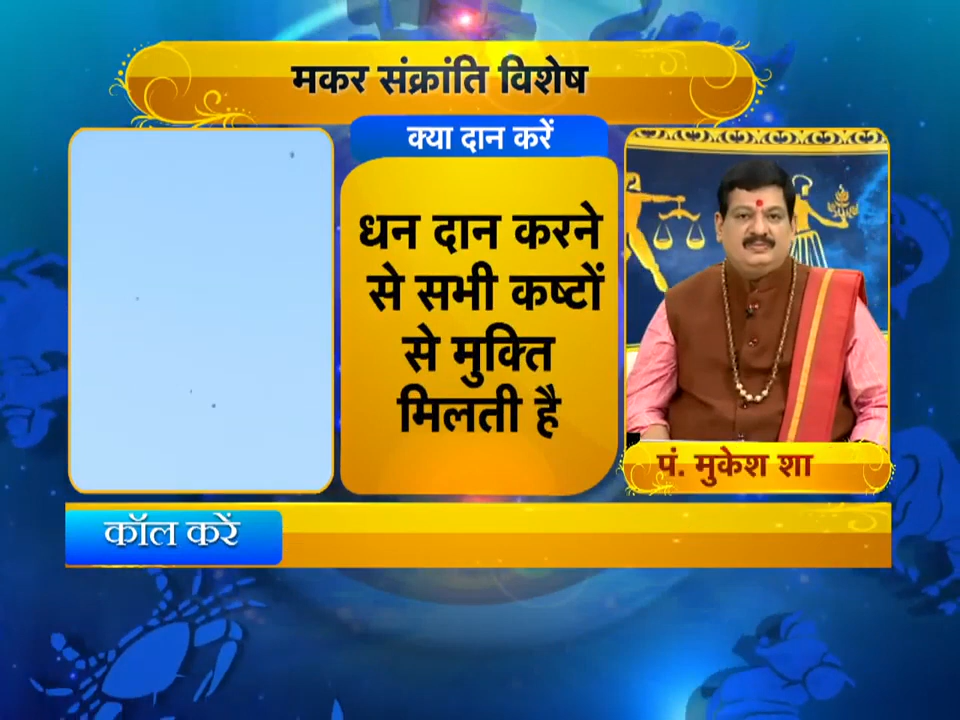 मकर संक्रांति विशेष
क्या दान करें
धन दान करने
से सभी कष्टों
से मुक्ति
मिलती है
पं. मुकेश शा
कॉल करें